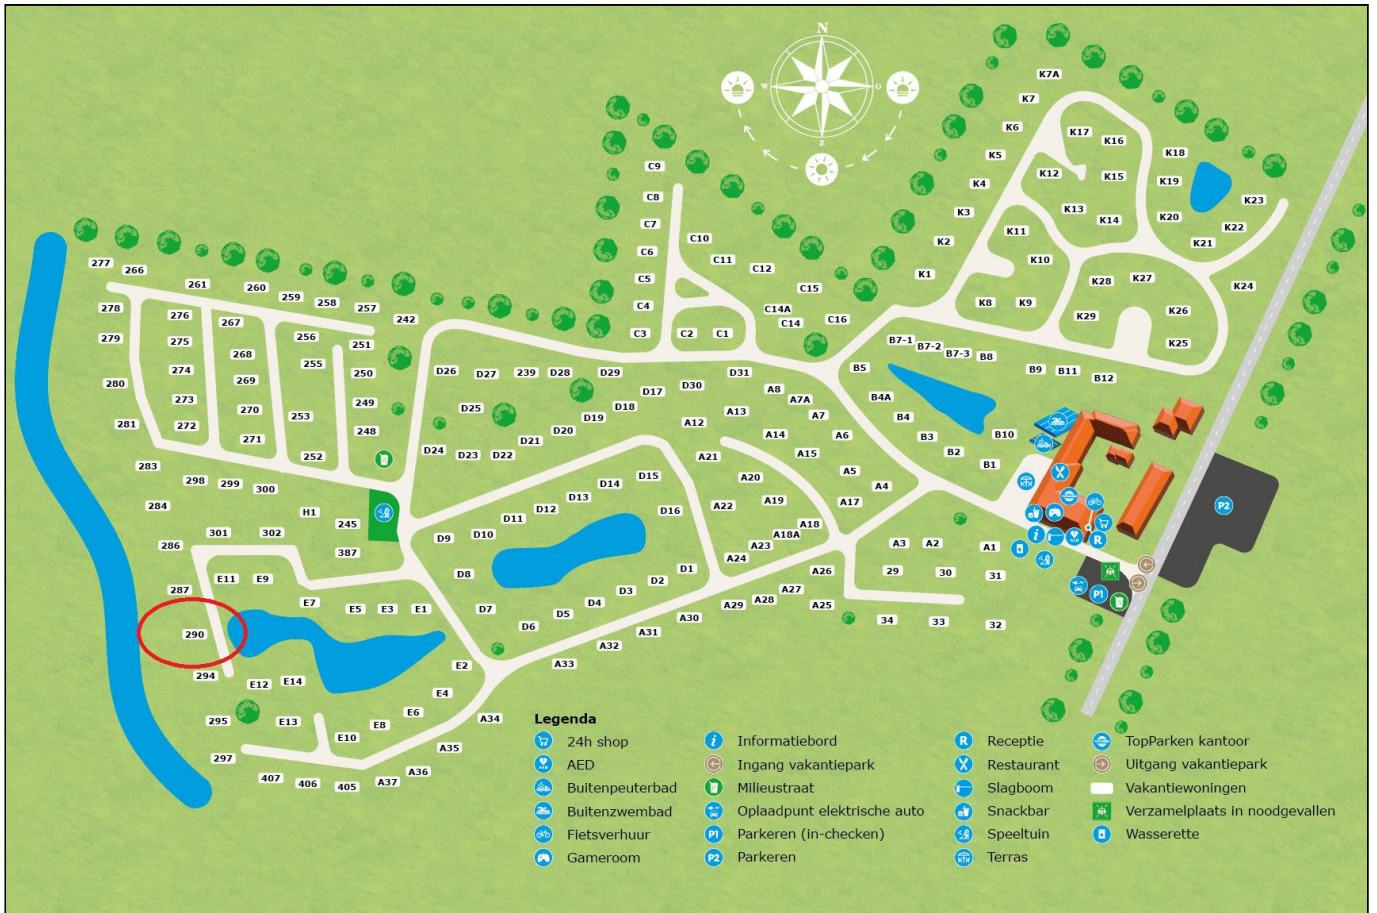 N
W
O
Z
K7A
K7
K6
K17
K16
K5
K18
K12
K15
K4
K19
C9
C8
K23
K3
K13
K14
K20
C7
K22
C10
K11
K2
K21
C6
C11
K10
277
266
C12
K1
C5
K28
K27
261
260
C15
K24
259
258
K8
K9
C4
278
257
C14A
K26
276
267
242
C16
C14
K29
C3
C2
C1
279
275
256
251
B7-1
B7-2
K25
268
B7-3
B8
274
255
250
D26
D27
239
D28
D29
D31
B5
B9
B11
B12
280
269
D30
A8
273
249
D17
A7A
B4A
270
D25
D18
A13
A7
B4
281
272
253
D19
A12
248
D20
A14
A6
B3
B10
271
D21
D24
D23
D22
A15
B2
252
A21
283
A5
B1
298
299
300
D15
A20
D14
A4
284
D13
A19
A17
H1
D12
D16
A22
245
D11
A18
301
302
D9
D10
A18A
286
387
A23
A3
A2
A1
A24
E11
E9
D8
D1
A26
29
30
31
287
D2
A27
E7
D3
A28
E5
E3
E1
D7
D4
A29
A25
D5
A30
34
33
32
290
D6
A31
A32
294
E2
A33
E12
E14
E4
295
E13
E6
A34
E8
E10
297
A35
407
406
405
A37
A36
P2
i
AED
R
P1
Legenda
24h shop
AED
Buitenpeuterbad
Buitenzwembad
Fietsverhuur
Gameroom
i Informatiebord
Ingang vakantiepark
Milieustraat
Oplaadpunt elektrische auto
P1 Parkeren (in-checken)
P2 Parkeren
R Receptie
Restaurant
Slagboom
Snackbar
Speeltuin
Terras
TopParken kantoor
Uitgang vakantiepark
Vakantiewoningen
Verzamelplaats in noodgevallen
Wasserette